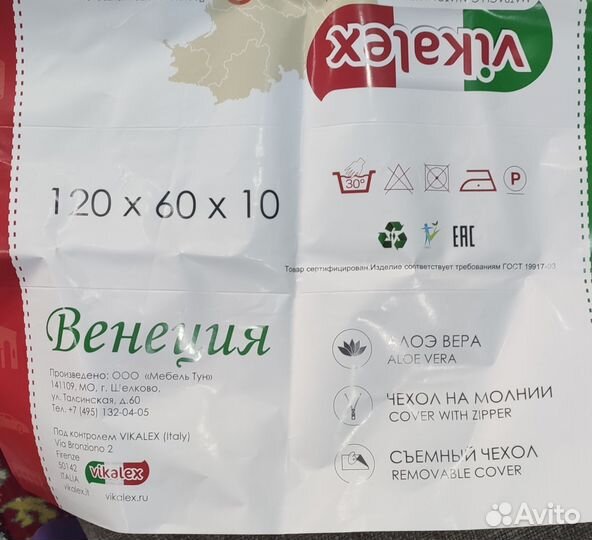 vikalex
30°
P
120 x 60 x 10
EAC
Товар сертифицирован.Изделие соответствует требованиям ГОСТ 19917-93
Венеция
Произведено: ООО «Мебель Тун»
141109, МО, г. Щелково,
ул. Талсинская, д.60
Тел. +7 (495) 132-04-05
Под контролем VIKALEX (Italy)
Via Bronziono 2
Firenze
50142
ITALIA
vikalex.it
vikalex
vikalex.ru
АЛОЭ ВЕРА
ALOE VERA
ЧЕХОЛ НА МОЛНИИ
COVER WITH ZIPPER
СЪЕМНЫЙ ЧЕХОЛ
REMOVABLE COVER
Avito